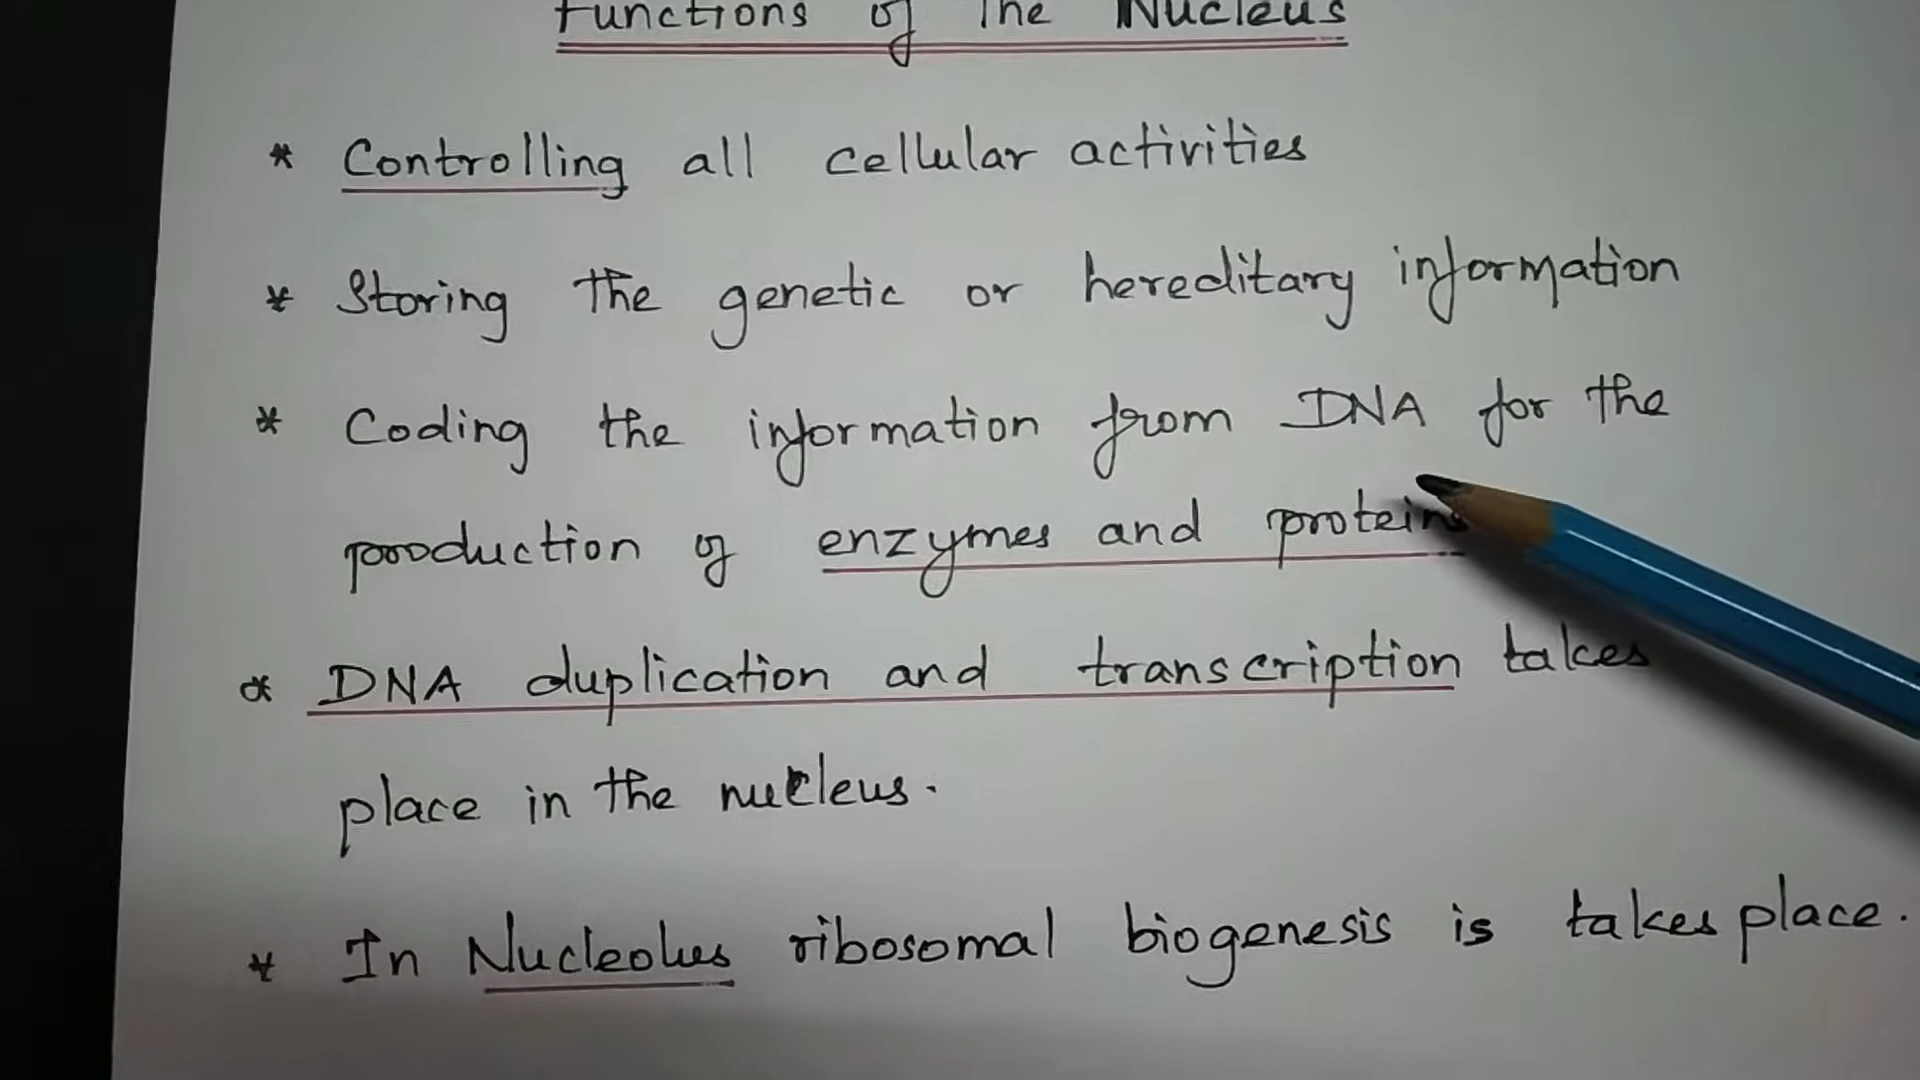 Functions of The Nucleus
* Controlling all cellular activities
* Storing the genetic or hereditary information
* Coding the information from DNA for the
production of enzymes and proteins
* DNA duplication and transcription takes
place in the nucleus.
* In Nucleolus ribosomal biogenesis is takes place.